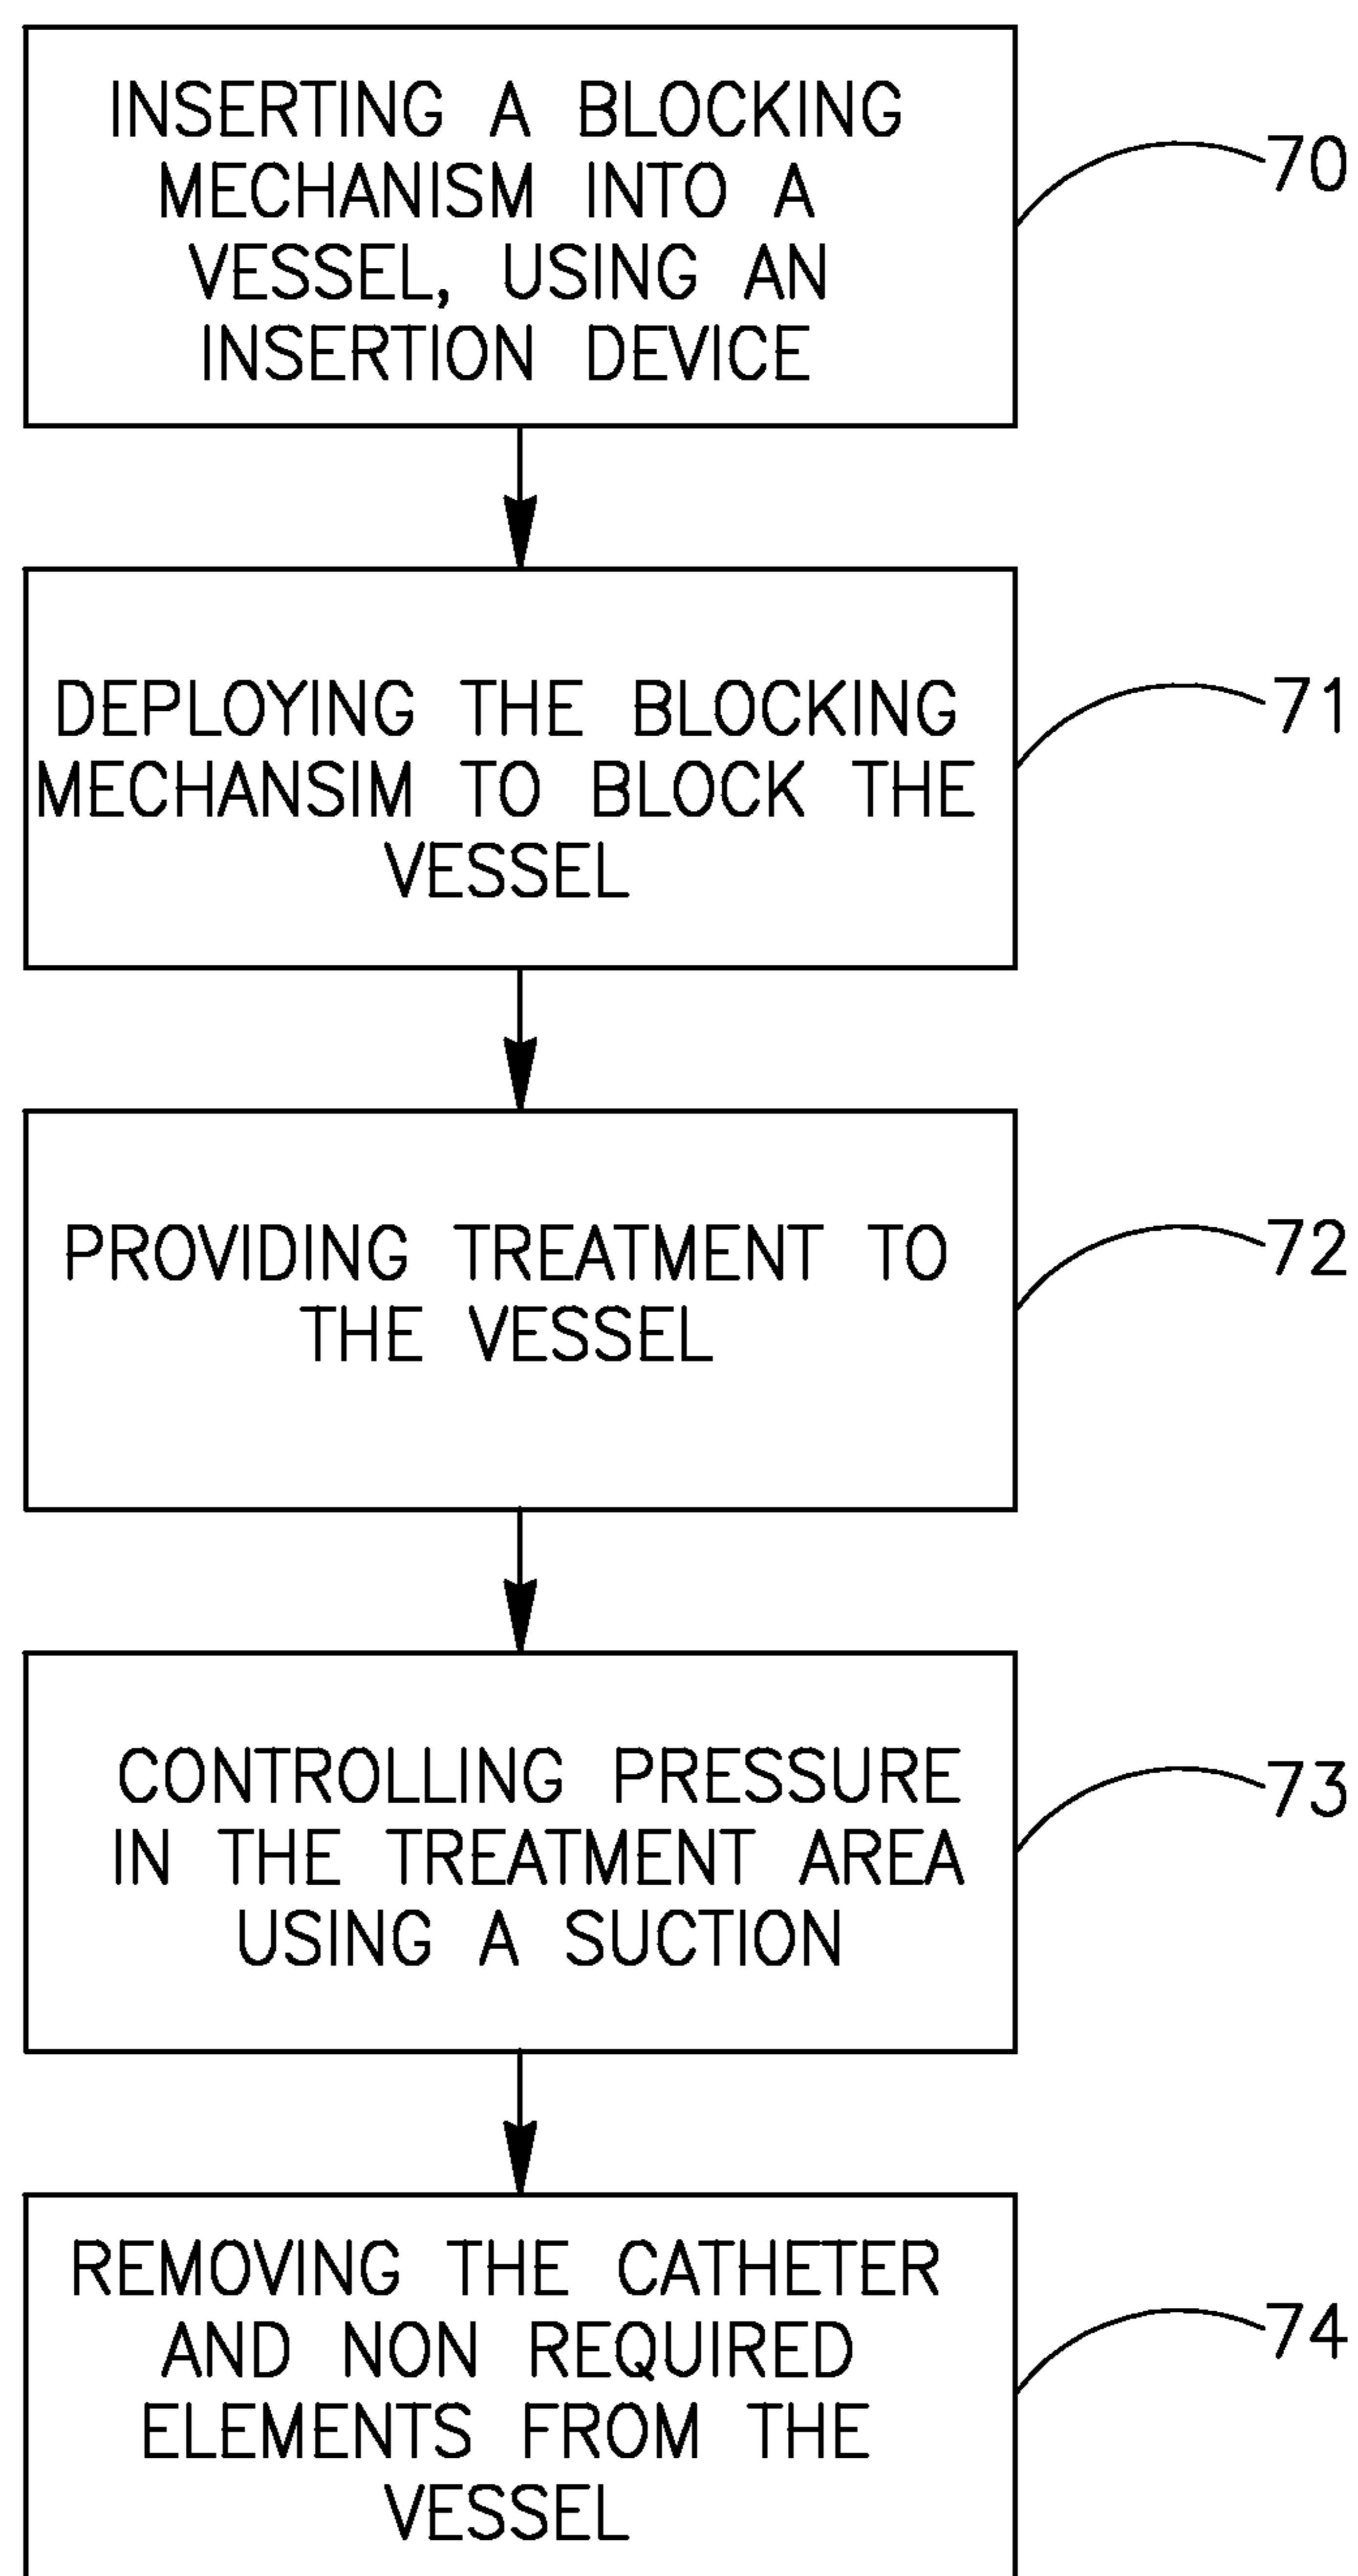 INSERTING A BLOCKING
MECHANISM INTO A
VESSEL, USING AN
INSERTION DEVICE
70
DEPLOYING THE BLOCKING
MECHANSIM TO BLOCK THE
VESSEL
71
PROVIDING TREATMENT TO
THE VESSEL
72
CONTROLLING PRESSURE
IN THE TREATMENT AREA
USING A SUCTION
73
REMOVING THE CATHETER
AND NON REQUIRED
ELEMENTS FROM THE
VESSEL
74